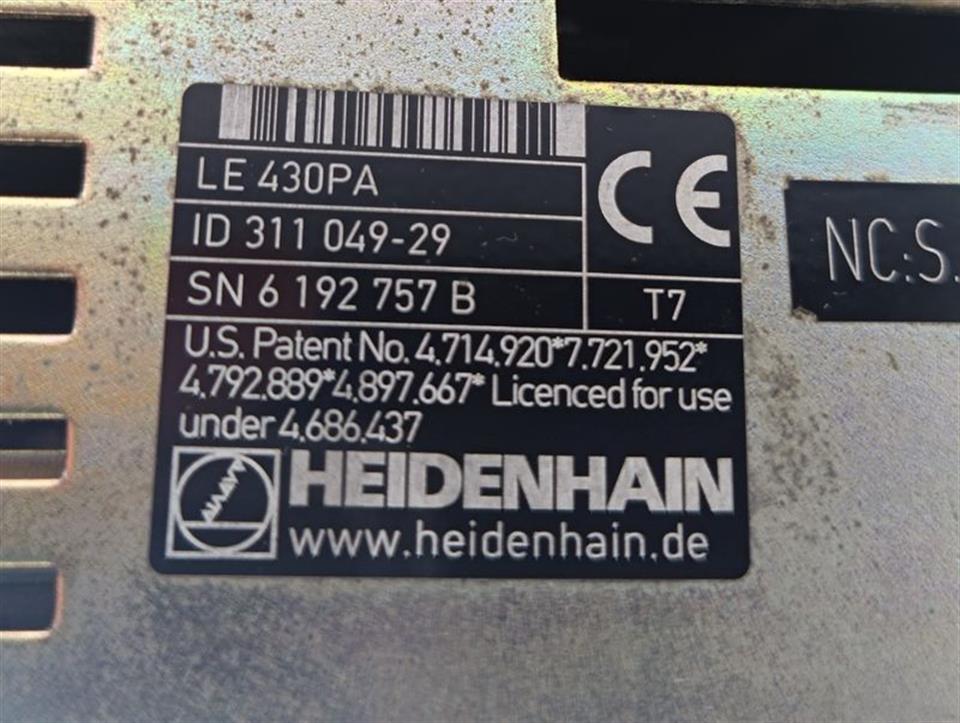 LE 430PA
ID 311 049-29
SN 6 192 757 B
T7
CE
U.S. Patent No. 4.714.920*7.721.952*
4.792.889*4.897.667* Licenced for use
under 4.686.437
HEIDENHAIN
www.heidenhain.de
NC:S.